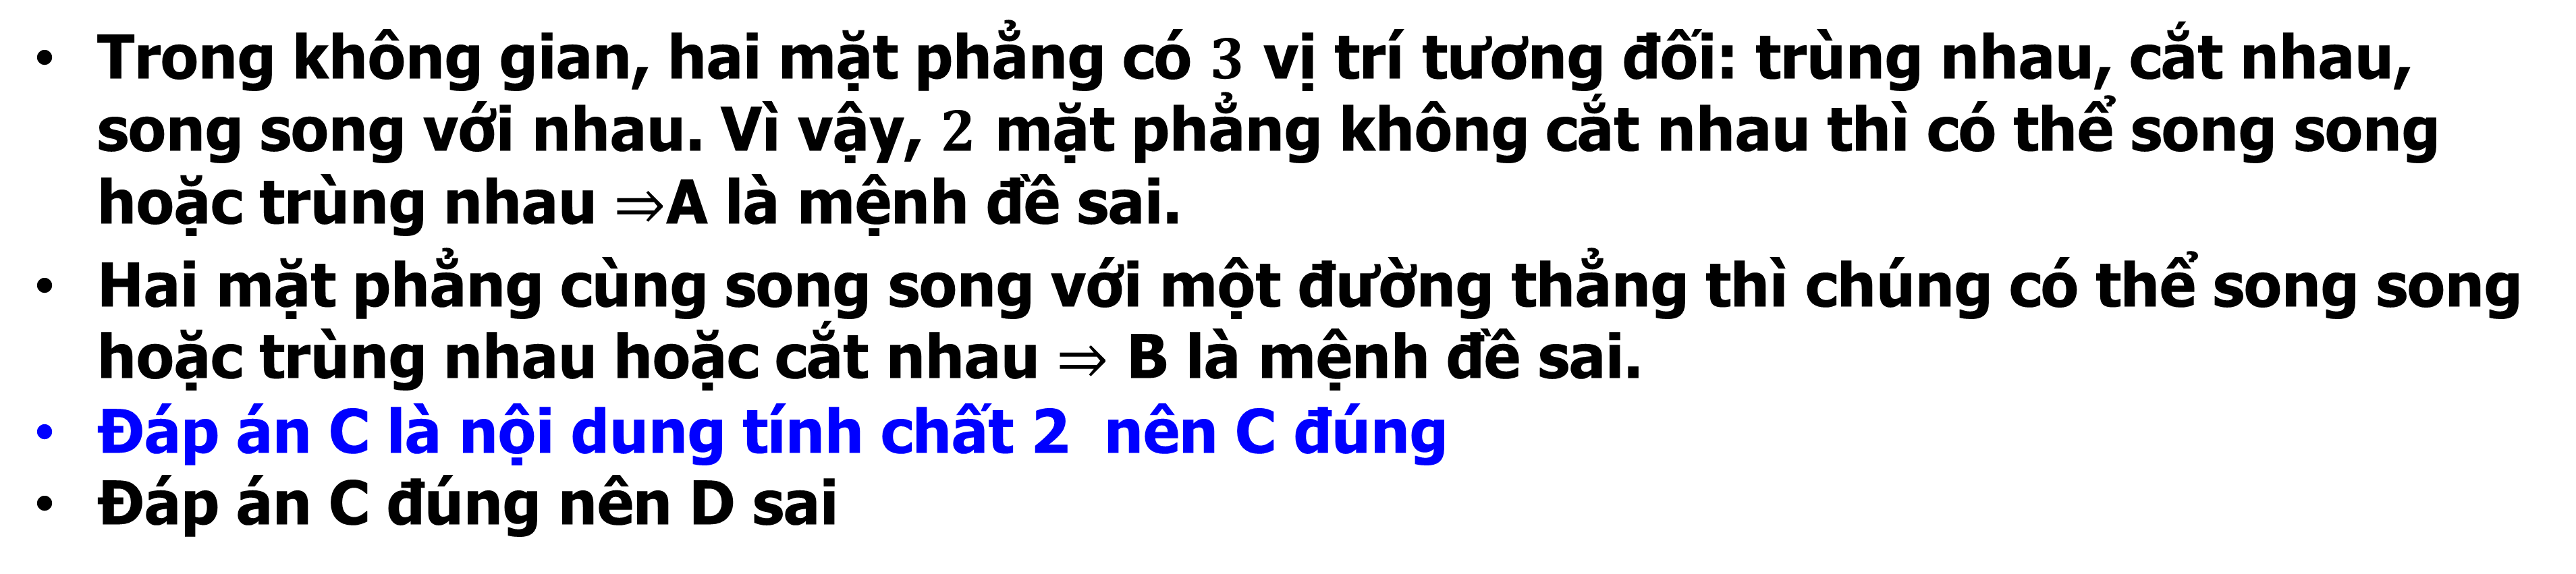 • Trong không gian, hai mặt phẳng có 3 vị trí tương đối: trùng nhau, cắt nhau,
song song với nhau. Vì vậy, 2 mặt phẳng không cắt nhau thì có thể song song
hoặc trùng nhau ⇒A là mệnh đề sai.
• Hai mặt phẳng cùng song song với một đường thẳng thì chúng có thể song song
hoặc trùng nhau hoặc cắt nhau ⇒ B là mệnh đề sai.
• Đáp án C là nội dung tính chất 2 nên C đúng
• Đáp án C đúng nên D sai